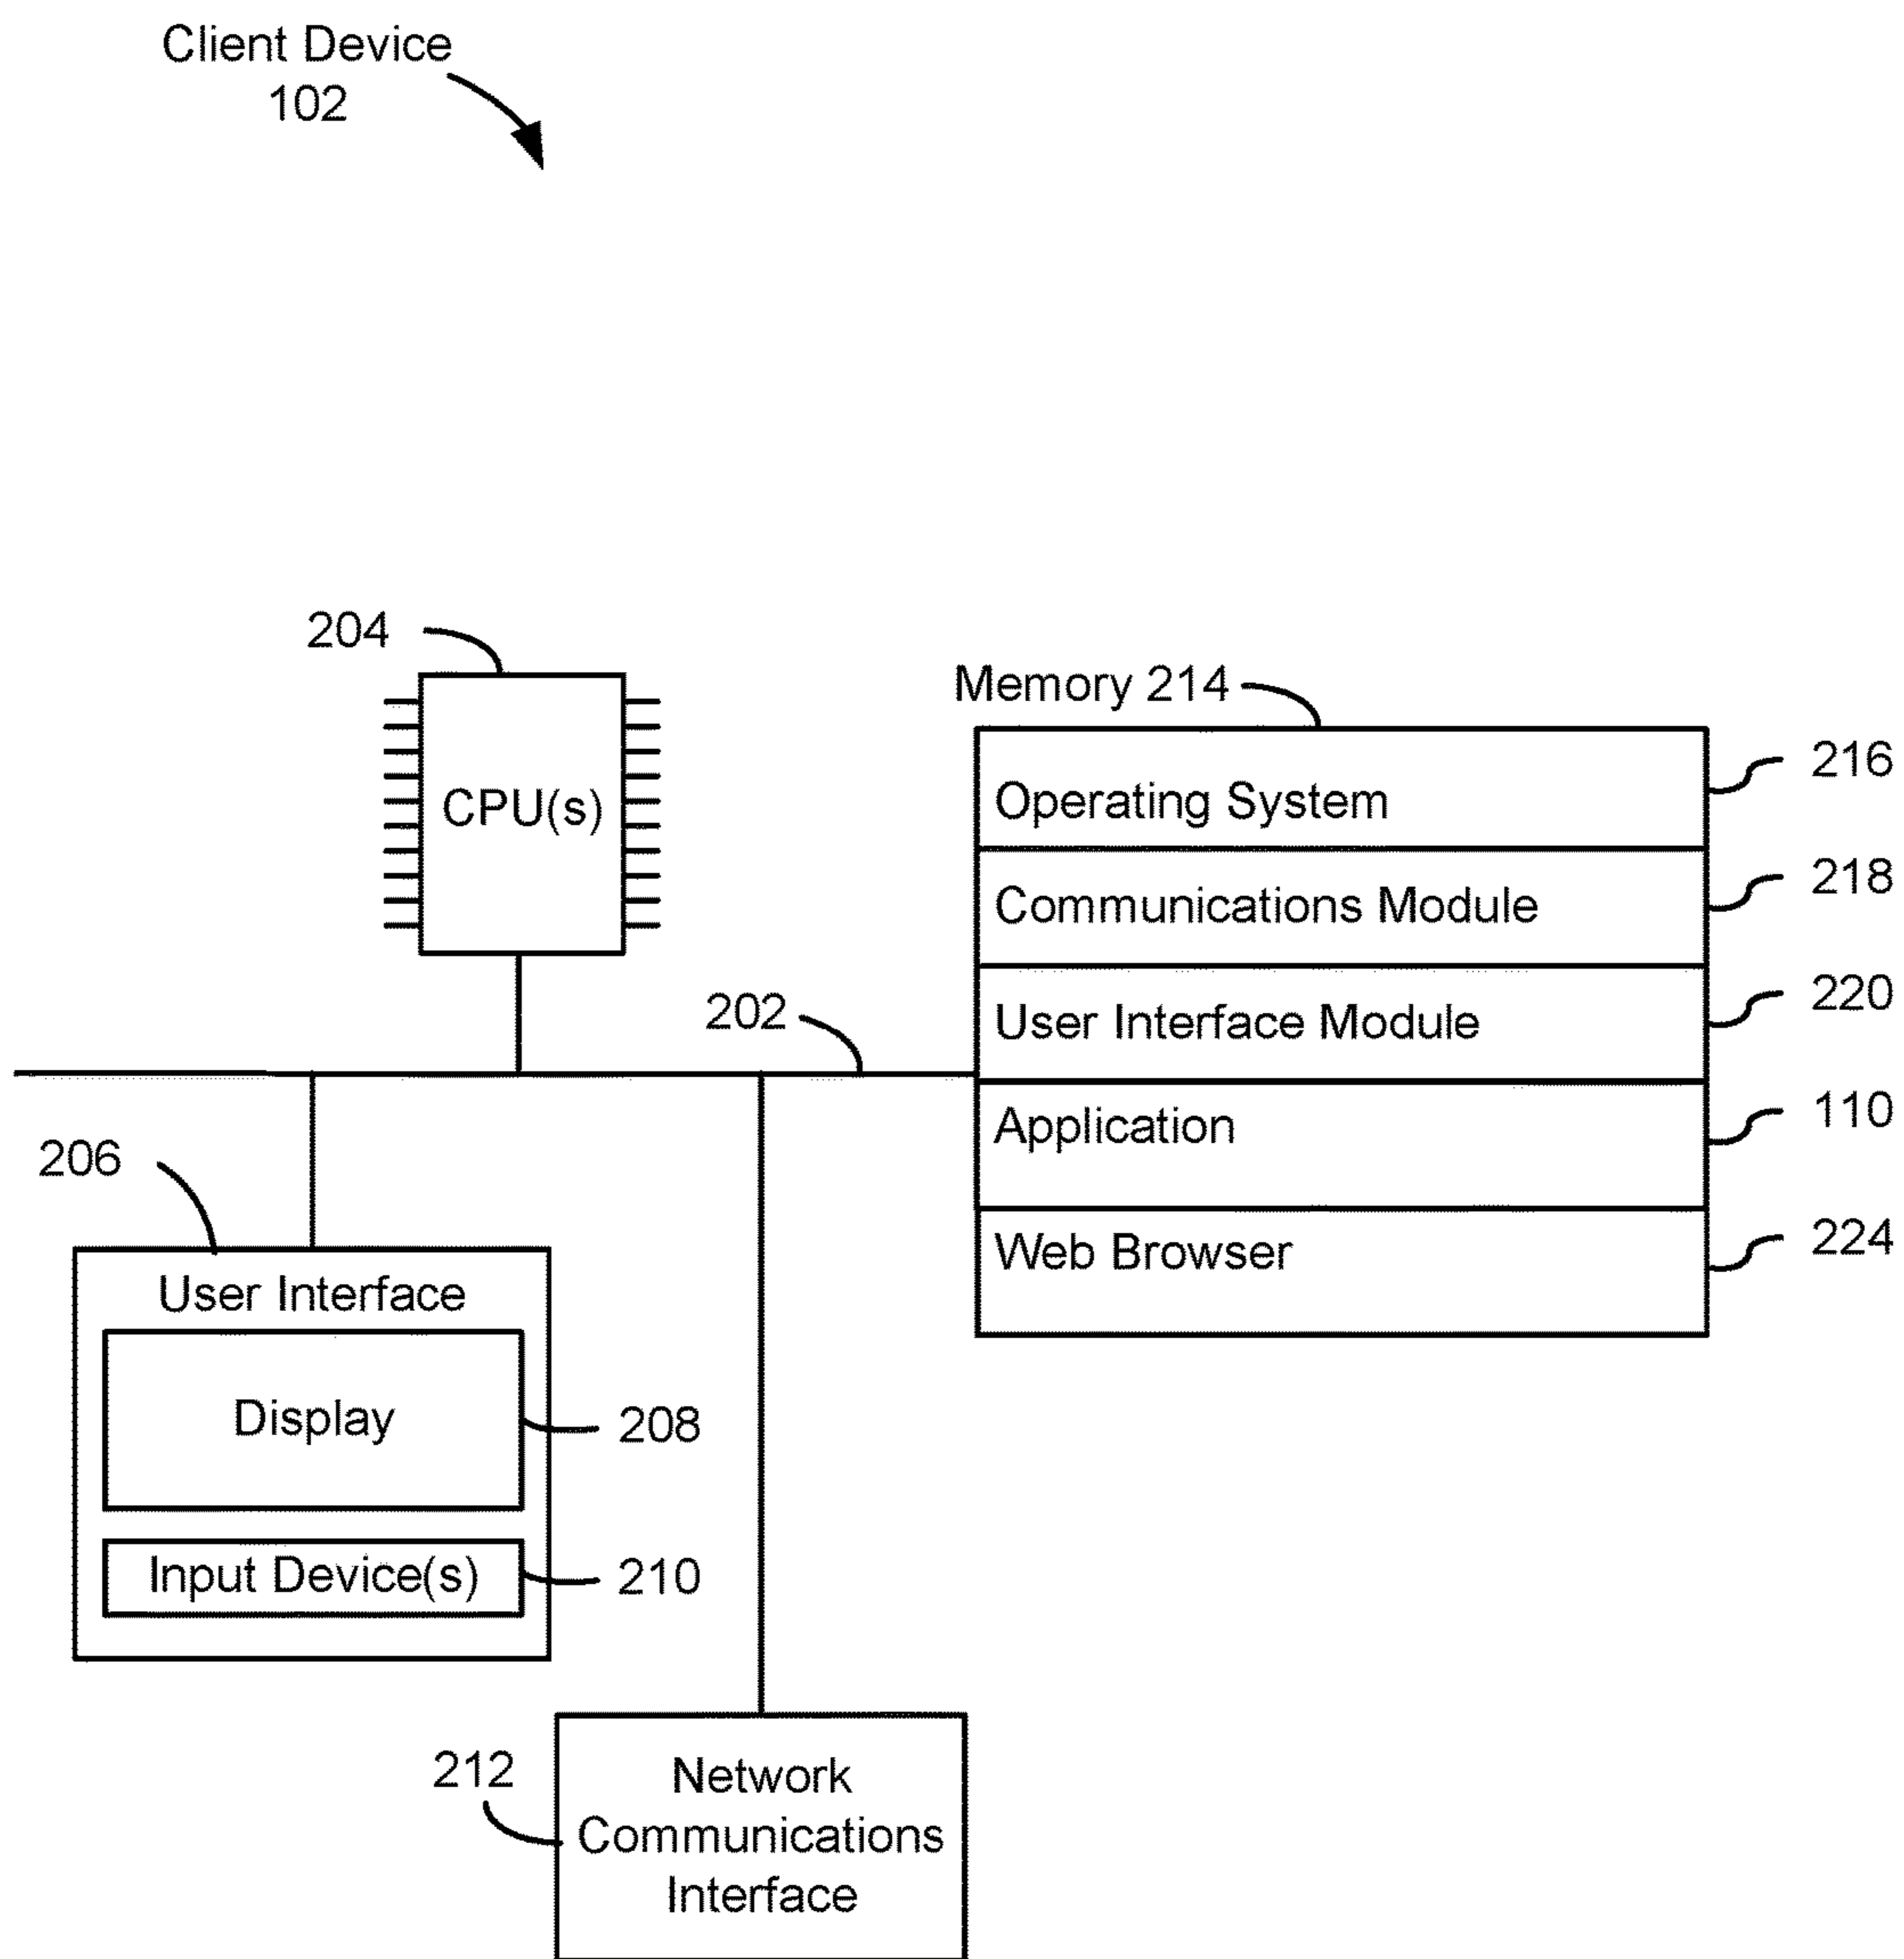 Client Device
102
204
CPU(s)
Memory 214
Operating System
216
Communications Module
218
User Interface Module
220
Application
110
Web Browser
224
202
206
User Interface
Display
208
Input Device(s)
210
212
Network
Communications
Interface